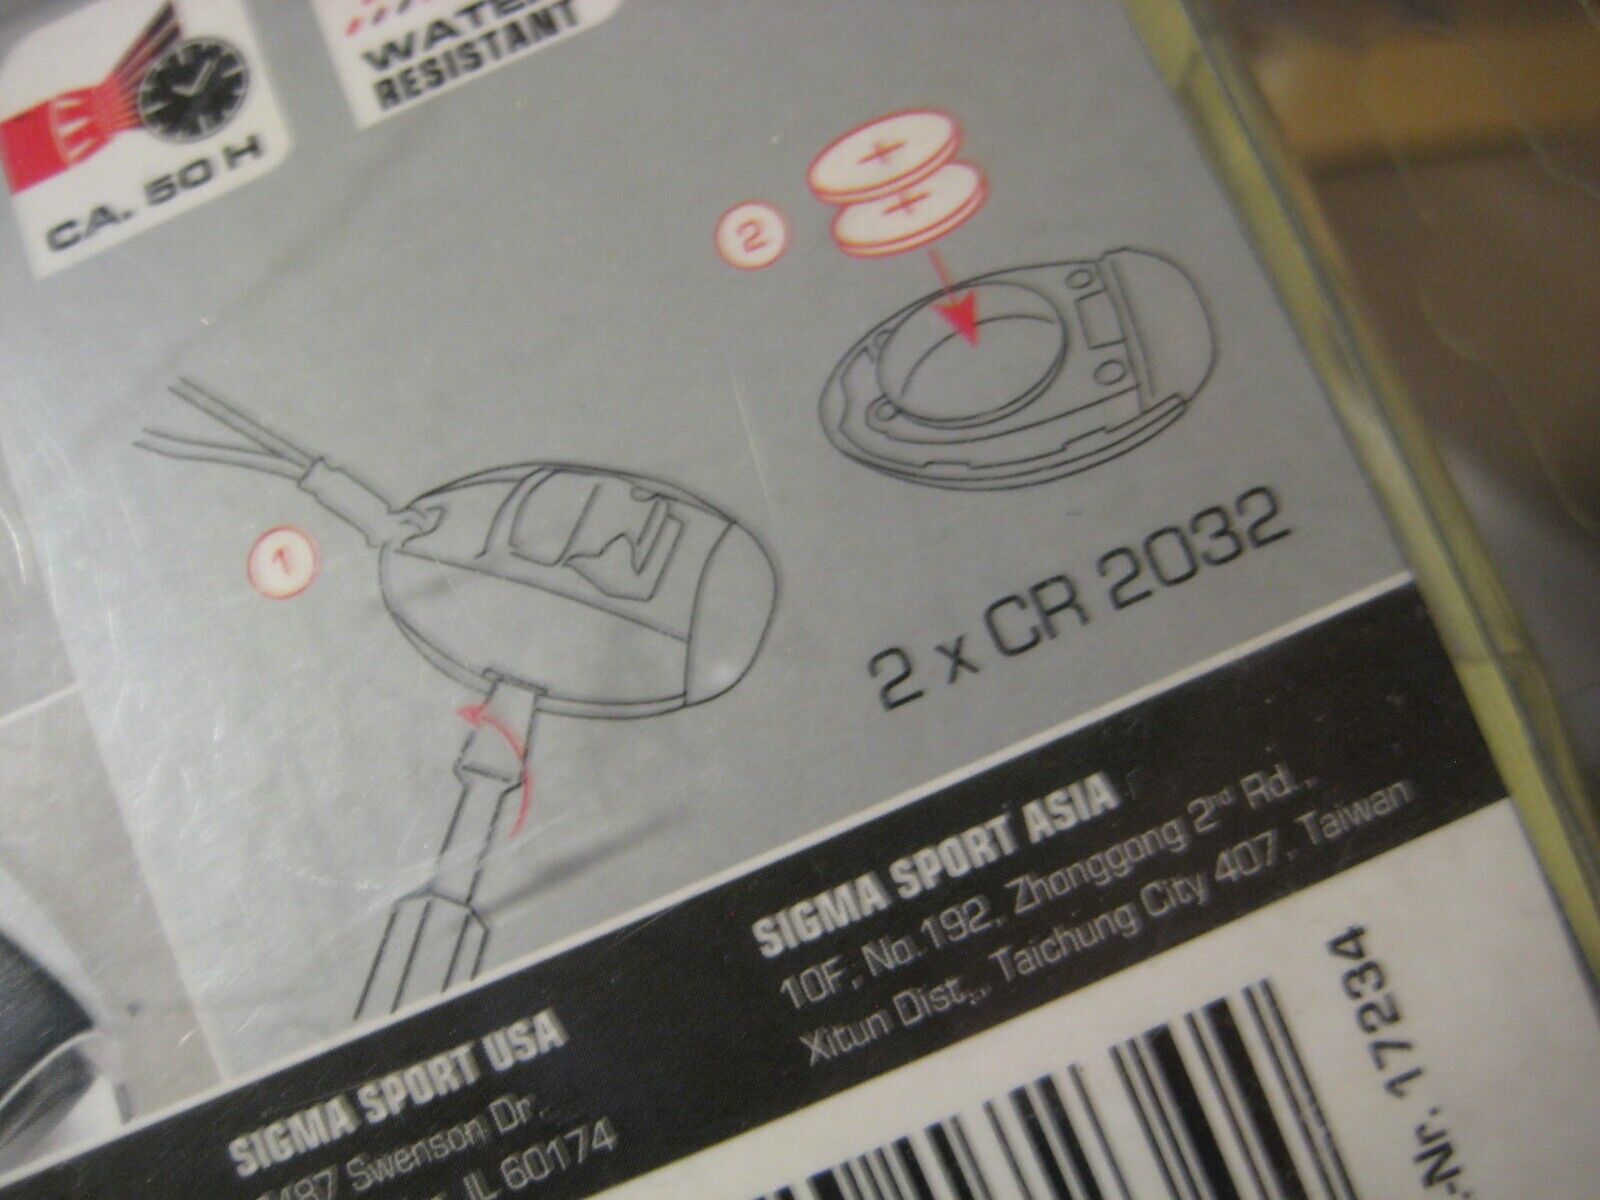 CA. 50 H
WATER
RESISTANT
2
1
2 x CR 2032
SIGMA SPORT ASIA
10F, No. 192, Zhonggong 2nd Rd.,
Xitun Dist., Taichung City 407, Taiwan
SIGMA SPORT USA
Swenson Dr.
IL 60174
-Nr. 17234